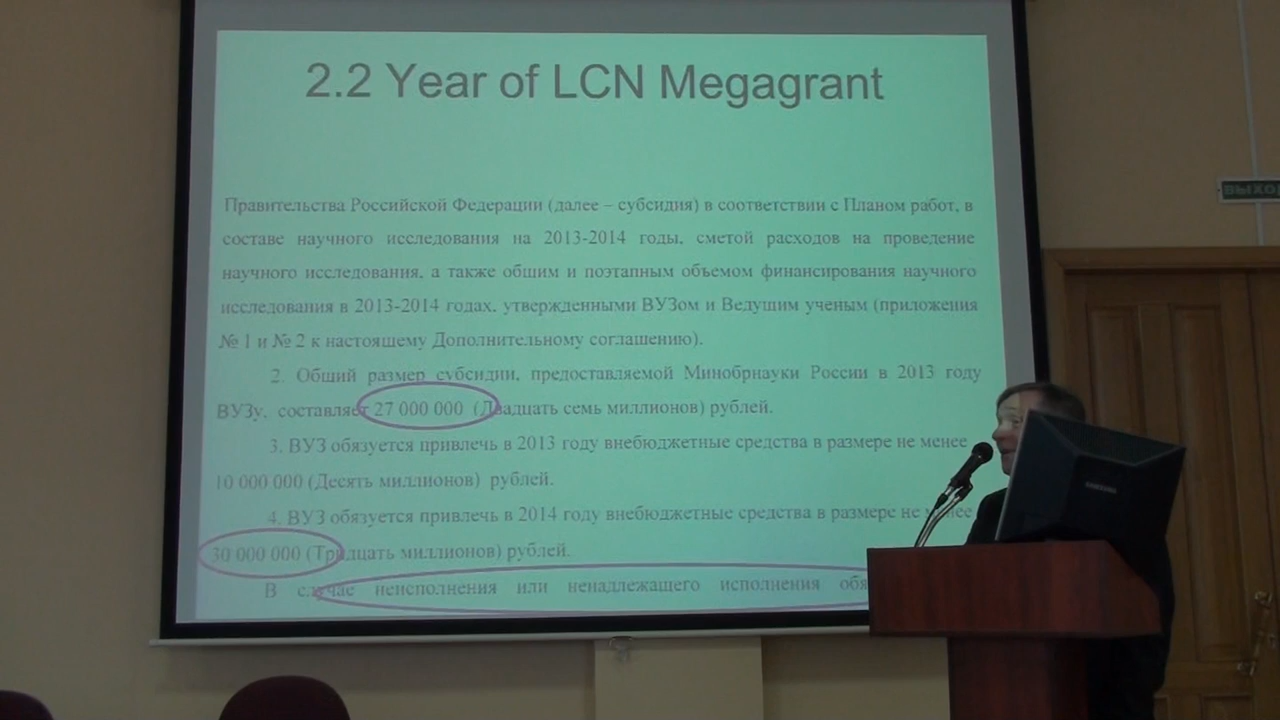 2.2 Year of LCN Megagrant
Правительства Российской Федерации (далее – субсидия) в соответствии с Планом работ, в
составе научного исследования на 2013-2014 годы, сметой расходов на проведение
научного исследования, а также общим и поэтапным объемом финансирования научного
исследования в 2013-2014 годах, утвержденными ВУЗом и Ведущим ученым (приложения
№ 1 и № 2 к настоящему Дополнительному соглашению).
2. Общий размер субсидии, предоставляемой Минобрнауки России в 2013 году
ВУЗу, составляет 27 000 000 (Двадцать семь миллионов) рублей.
3. ВУЗ обязуется привлечь в 2013 году внебюджетные средства в размере не менее
10 000 000 (Десять миллионов) рублей.
4. ВУЗ обязуется привлечь в 2014 году внебюджетные средства в размере не менее
30 000 000 (Тридцать миллионов) рублей.
В случае неисполнения или ненадлежащего исполнения обя
ВЫХО
SAMSUNG